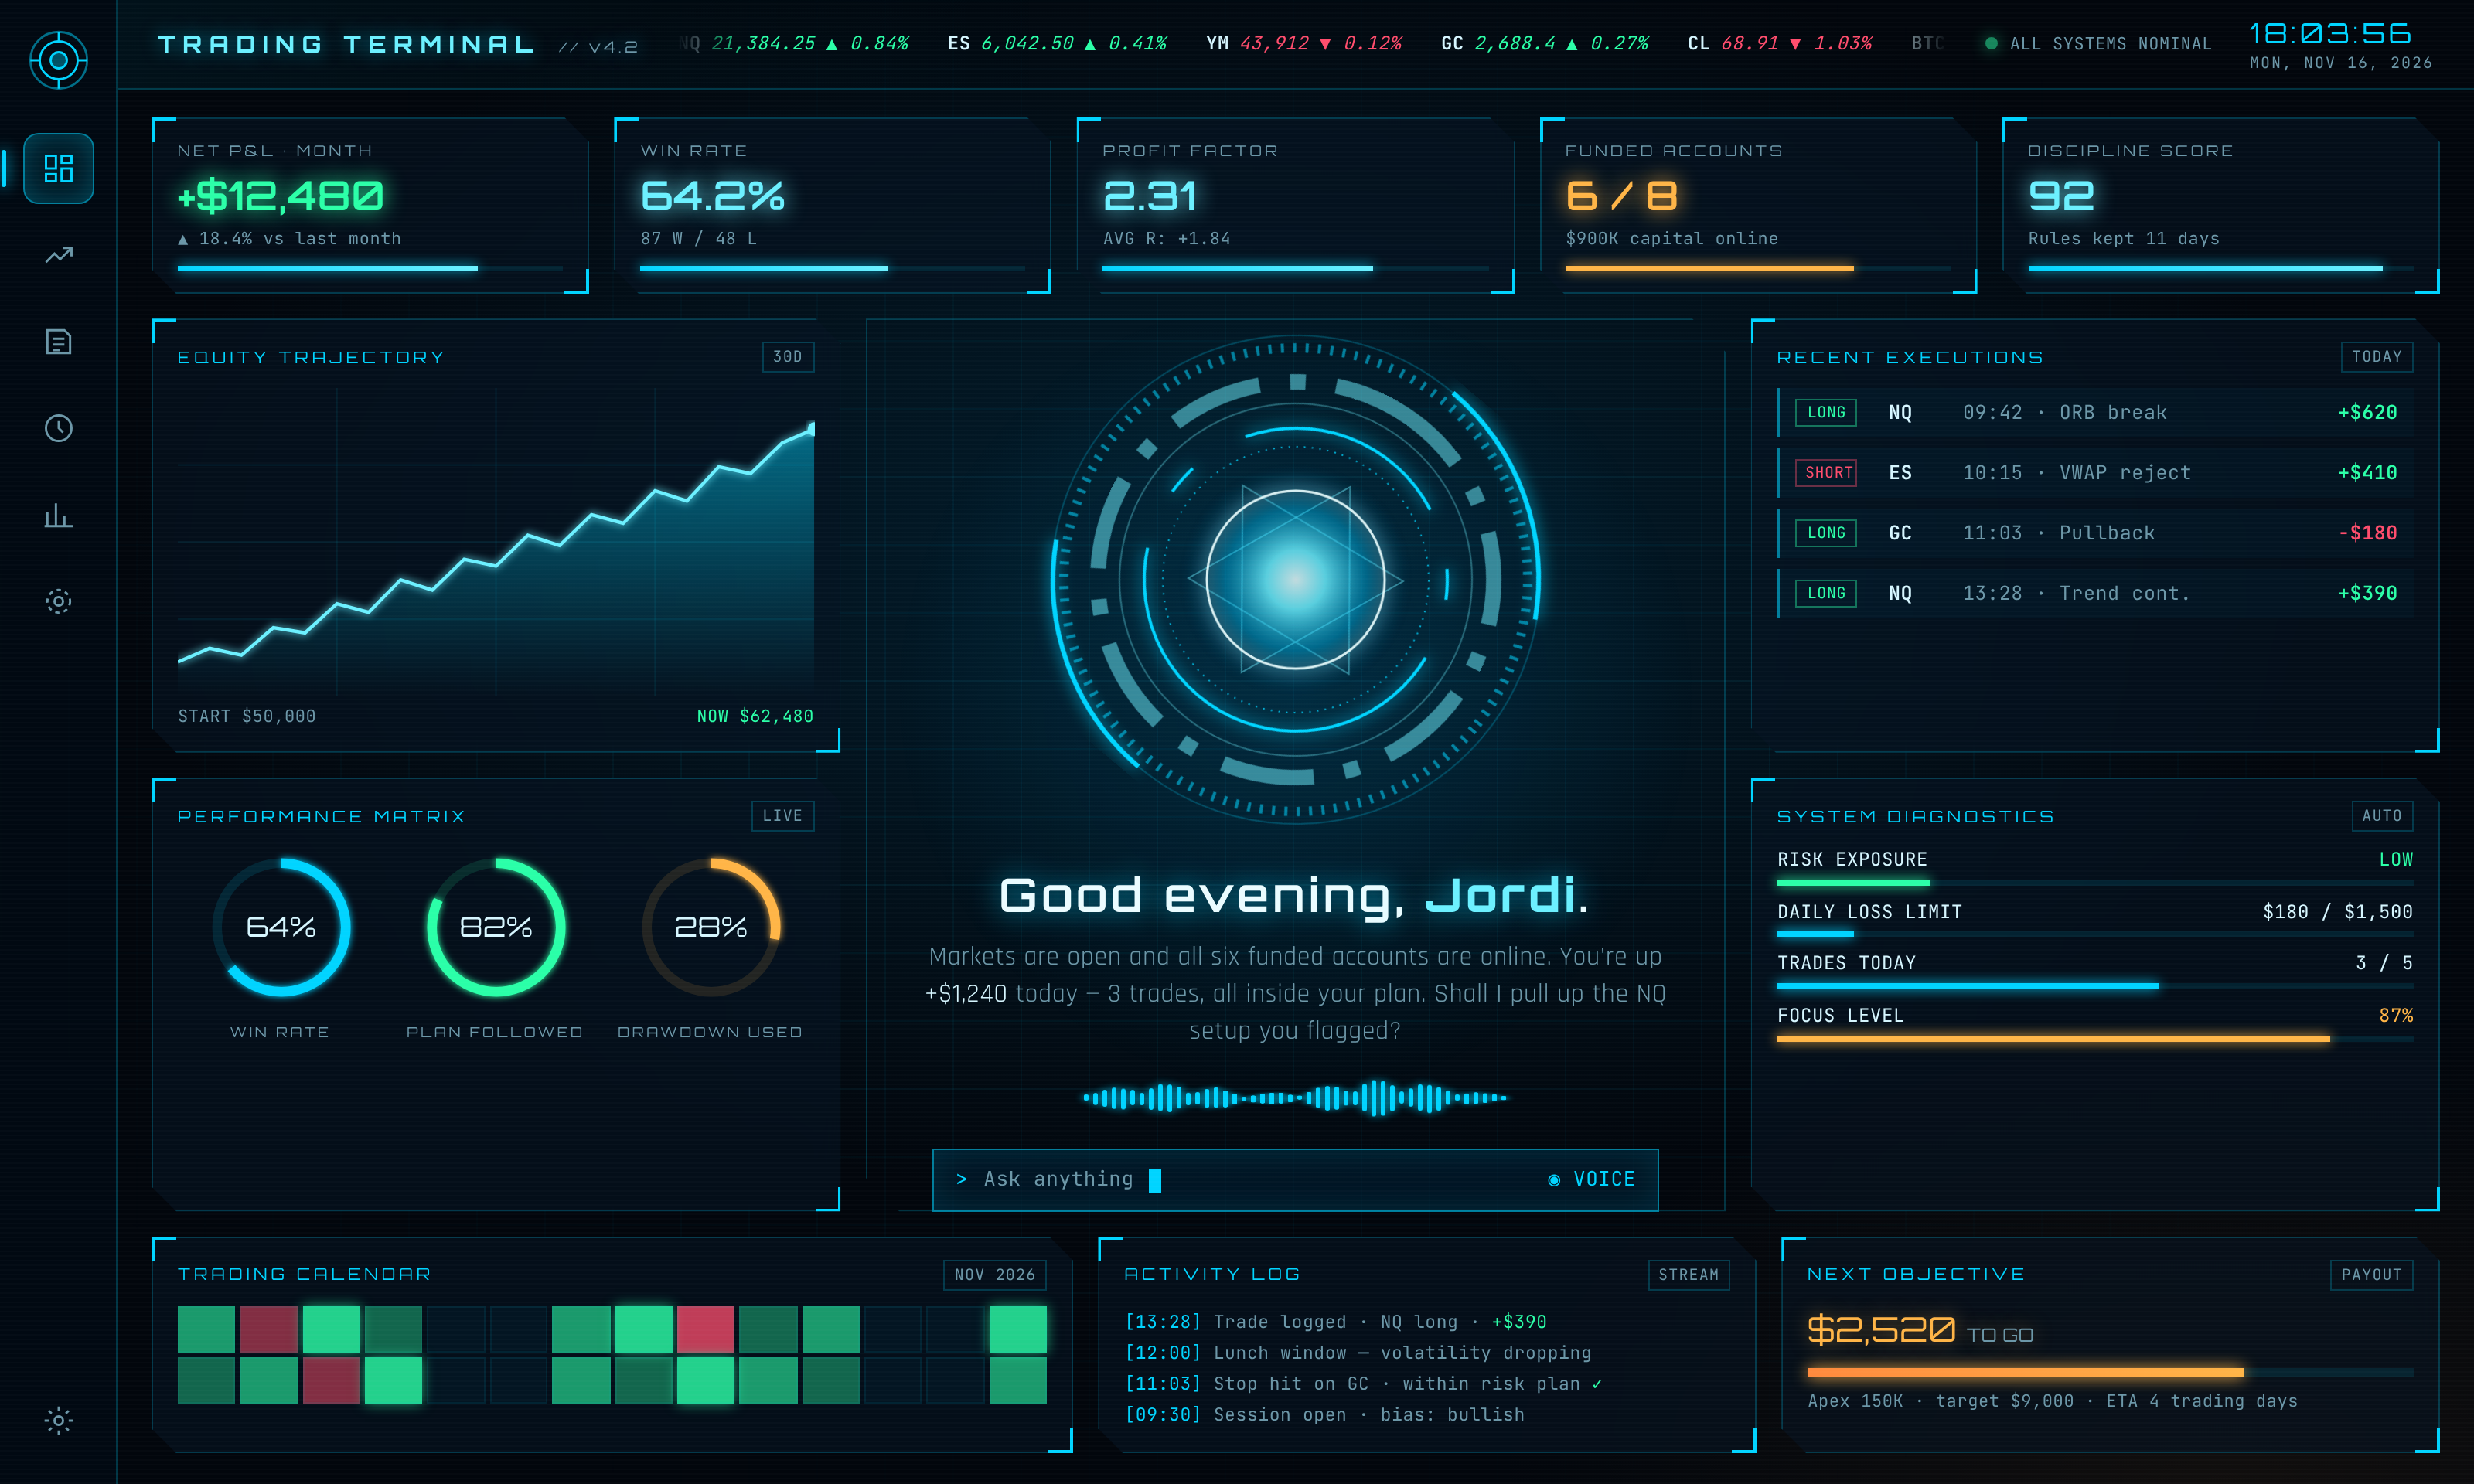 TRADING TERMINAL // v4.2
NQ 21,384.25 ▲ 0.84% ES 6,042.50 ▲ 0.41% YM 43,912 ▼ 0.12% GC 2,688.4 ▲ 0.27% CL 68.91 ▼ 1.03% BTC
ALL SYSTEMS NOMINAL
18:03:56
MON, NOV 16, 2026
NET P&L · MONTH
+$12,480
▲ 18.4% vs last month
WIN RATE
64.2%
87 W / 48 L
PROFIT FACTOR
2.31
AVG R: +1.84
FUNDED ACCOUNTS
6 / 8
$900K capital online
DISCIPLINE SCORE
92
Rules kept 11 days
EQUITY TRAJECTORY 30D
START $50,000 NOW $62,480
PERFORMANCE MATRIX LIVE
64% 82% 28%
WIN RATE PLAN FOLLOWED DRAWDOWN USED
Good evening, Jordi.
Markets are open and all six funded accounts are online. You're up
+$1,240 today — 3 trades, all inside your plan. Shall I pull up the NQ
setup you flagged?
> Ask anything ◉ VOICE
RECENT EXECUTIONS TODAY
LONG NQ 09:42 · ORB break +$620
SHORT ES 10:15 · VWAP reject +$410
LONG GC 11:03 · Pullback -$180
LONG NQ 13:28 · Trend cont. +$390
SYSTEM DIAGNOSTICS AUTO
RISK EXPOSURE LOW
DAILY LOSS LIMIT $180 / $1,500
TRADES TODAY 3 / 5
FOCUS LEVEL 87%
TRADING CALENDAR NOV 2026
ACTIVITY LOG STREAM
[13:28] Trade logged · NQ long · +$390
[12:00] Lunch window — volatility dropping
[11:03] Stop hit on GC · within risk plan ✓
[09:30] Session open · bias: bullish
NEXT OBJECTIVE PAYOUT
$2,520 TO GO
Apex 150K · target $9,000 · ETA 4 trading days